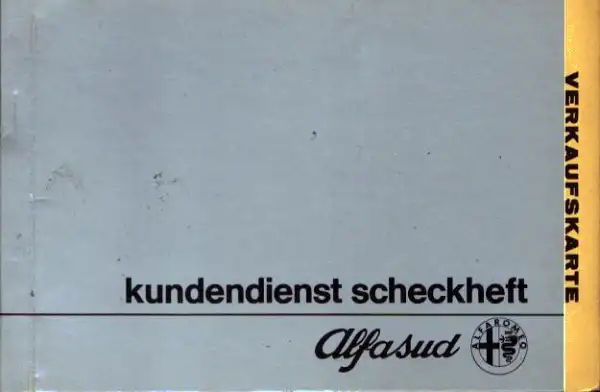 VERKAUFSKARTE
kundendienst scheckheft
alfasud
ALFA ROMEO